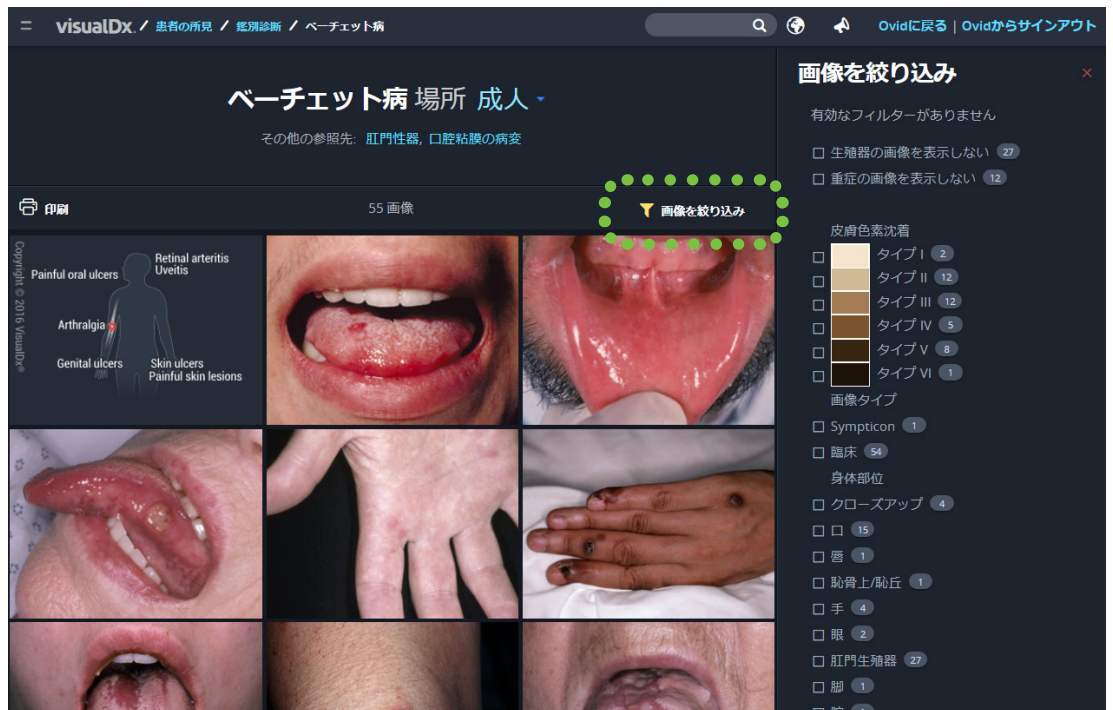 visualDx. / 患者の所見 / 鑑別診断 / ベーチェット病
Ovidに戻る | Ovidからサインアウト
ベーチェット病 場所 成人
その他の参照先: 肛門性器, 口腔粘膜の病変
印刷
55 画像
画像を絞り込み
Copyright © 2016 VisualDx®
Painful oral ulcers
Retinal arteritis
Uveitis
Arthralgia
Genital ulcers
Skin ulcers
Painful skin lesions
画像を絞り込み ×
有効なフィルターがありません
生殖器の画像を表示しない 27
重症の画像を表示しない 12
皮膚色素沈着
タイプ I 2
タイプ II 12
タイプ III 12
タイプ IV 5
タイプ V 8
タイプ VI 1
画像タイプ
Sympticon 1
臨床 54
身体部位
クローズアップ 4
口 15
唇 1
恥骨上/恥丘 1
手 4
眼 2
肛門生殖器 27
脚 1